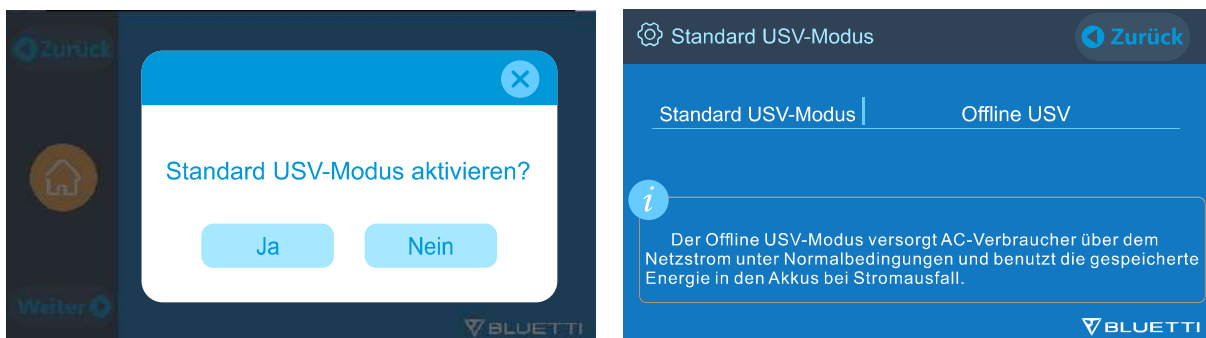 Zurück
Standard USV-Modus aktivieren?
Ja Nein
Weiter
BLUETTI
Standard USV-Modus
Zurück
Standard USV-Modus Offline USV
i
Der Offline USV-Modus versorgt AC-Verbraucher über dem
Netzstrom unter Normalbedingungen und benutzt die gespeicherte
Energie in den Akkus bei Stromausfall.
BLUETTI